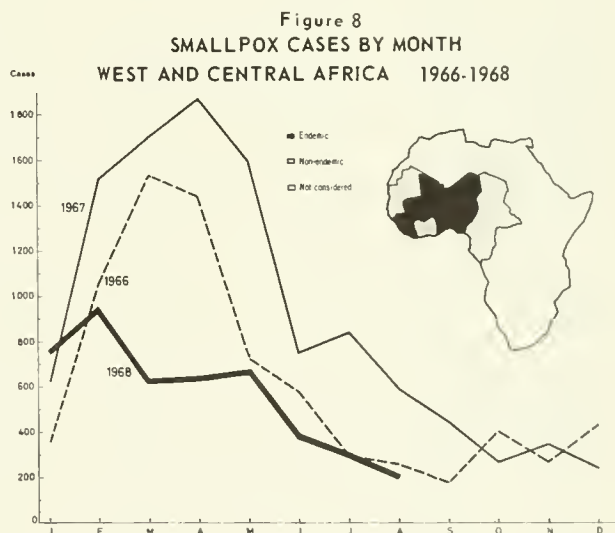 Figure 8
SMALLPOX CASES BY MONTH
WEST AND CENTRAL AFRICA 1966-1968
Cases
1800
1600
1400
1200
1000
800
600
400
200
0
Endemic
Non-endemic
Not considered
1967
1966
1968
J F M A M J J A S O N D